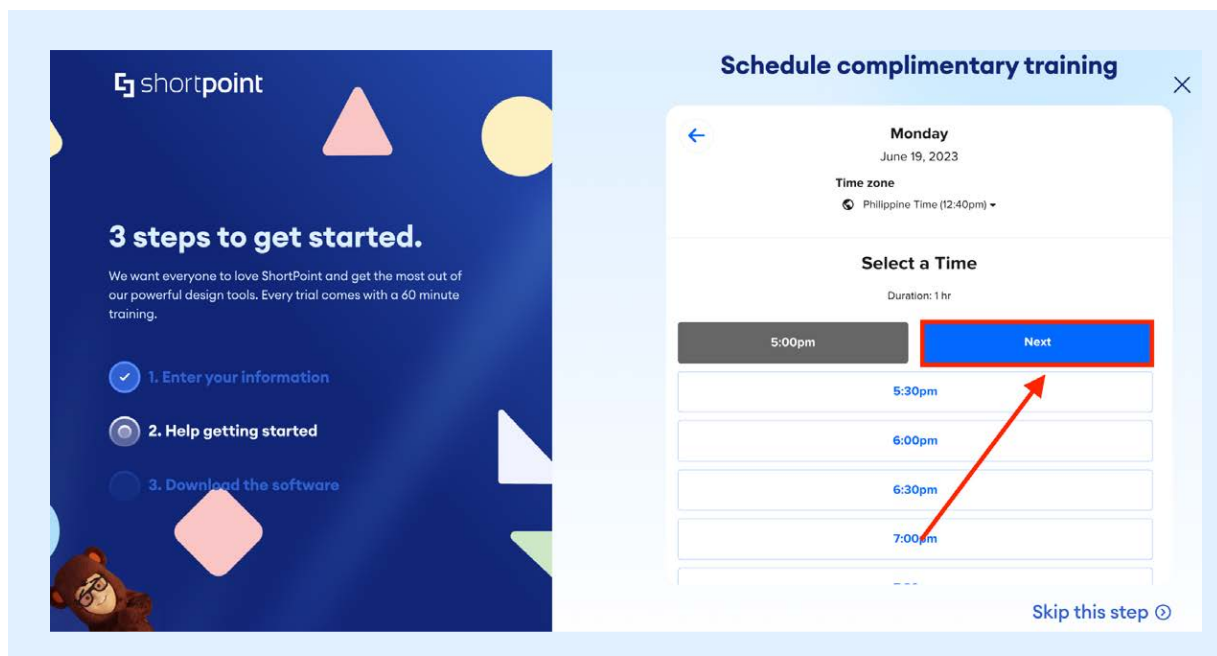 shortpoint
3 steps to get started.
We want everyone to love ShortPoint and get the most out of
our powerful design tools. Every trial comes with a 60 minute
training.
1. Enter your information
2. Help getting started
3. Download the software
Schedule complimentary training
Monday
June 19, 2023
Time zone
Philippine Time (12:40pm)
Select a Time
Duration: 1 hr
5:00pm
Next
5:30pm
6:00pm
6:30pm
7:00pm
Skip this step